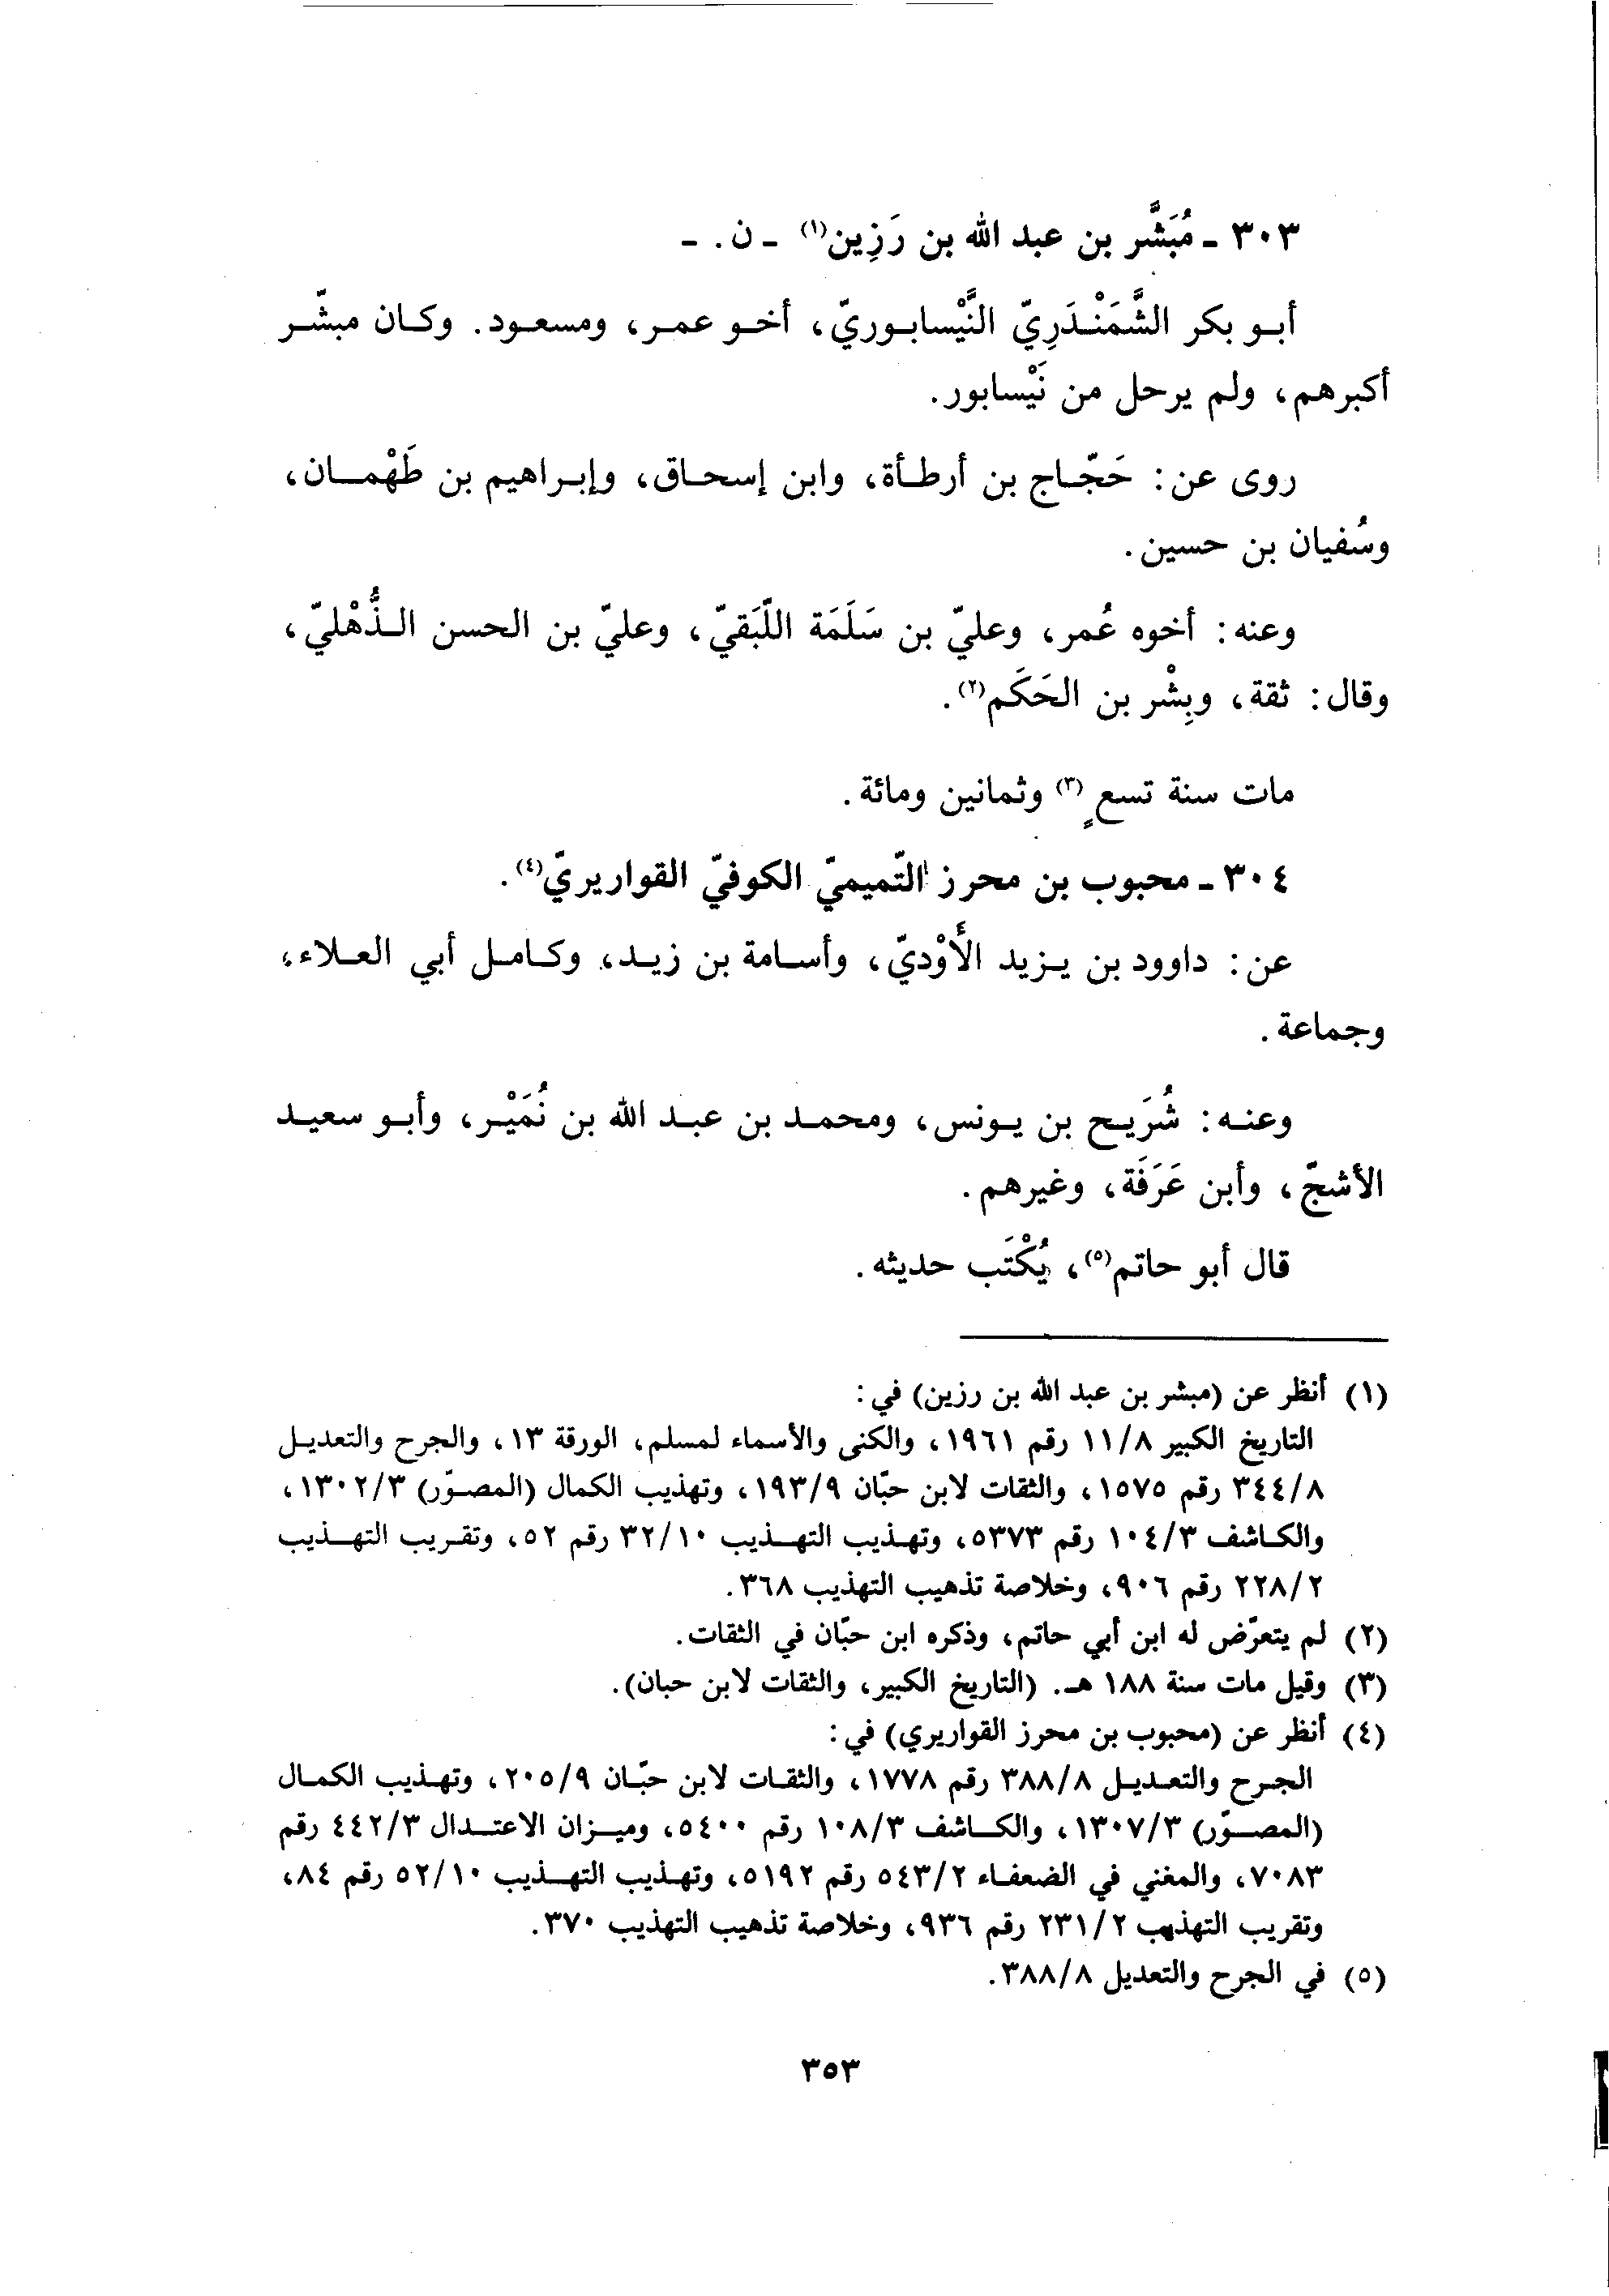 ٣٠٣ ـ مُبَشَّر بن عبد الله بن رَزِين(١) ـ ن. ـ
أبو بكر الشَّمَنْدَرِيّ النَّيْسابوريّ، أخو عمر، ومسعود. وكان مبشّر
أكبرهم، ولم يرحل من نَيْسابور.
روى عن: حَجّاج بن أرطأة، وابن إسحاق، وإبراهيم بن طَهْمان،
وسُفيان بن حسين.
وعنه: أخوه عُمر، وعليّ بن سَلَمَة اللَّبَقيّ، وعليّ بن الحسن الذُّهْليّ،
وقال: ثقة، وبِشْر بن الحَكَم(٢).
مات سنة تسعٍ(٣) وثمانين ومائة.
٣٠٤ ـ محبوب بن محرز التّميميّ الكوفيّ القواريريّ(٤).
عن: داوود بن يزيد الأَوْديّ، وأسامة بن زيد، وكامل أبي العلاء،
وجماعة.
وعنه: شُرَيح بن يونس، ومحمد بن عبد الله بن نُمَيْر، وأبو سعيد
الأشجّ، وأبن عَرَفَة، وغيرهم.
قال أبو حاتم(٥)، يُكْتَب حديثه.
(١) أنظر عن (مبشر بن عبد الله بن رزين) في:
التاريخ الكبير ١١/٨ رقم ١٩٦١، والكنى والأسماء لمسلم، الورقة ١٣، والجرح والتعديل
٣٤٤/٨ رقم ١٥٧٥، والثقات لابن حبّان ١٩٣/٩، وتهذيب الكمال (المصوّر) ١٣٠٢/٣،
والكاشف ١٠٤/٣ رقم ٥٣٧٣، وتهذيب التهذيب ٣٢/١٠ رقم ٥٢، وتقريب التهذيب
٢٢٨/٢ رقم ٩٠٦، وخلاصة تذهيب التهذيب ٣٦٨.
(٢) لم يتعرّض له ابن أبي حاتم، وذكره ابن حبّان في الثقات.
(٣) وقيل مات سنة ١٨٨ هـ. (التاريخ الكبير، والثقات لابن حبان).
(٤) أنظر عن (محبوب بن محرز القواريري) في:
الجرح والتعديل ٣٨٨/٨ رقم ١٧٧٨، والثقات لابن حبّان ٢٠٥/٩، وتهذيب الكمال
(المصوّر) ١٣٠٧/٣، والكاشف ١٠٨/٣ رقم ٥٤٠٠، وميزان الاعتدال ٤٤٢/٣ رقم
٧٠٨٣، والمغني في الضعفاء ٥٤٣/٢ رقم ٥١٩٢، وتهذيب التهذيب ٥٢/١٠ رقم ٨٤،
وتقريب التهذيب ٢٣١/٢ رقم ٩٣٦، وخلاصة تذهيب التهذيب ٣٧٠.
(٥) في الجرح والتعديل ٣٨٨/٨.
٣٥٣